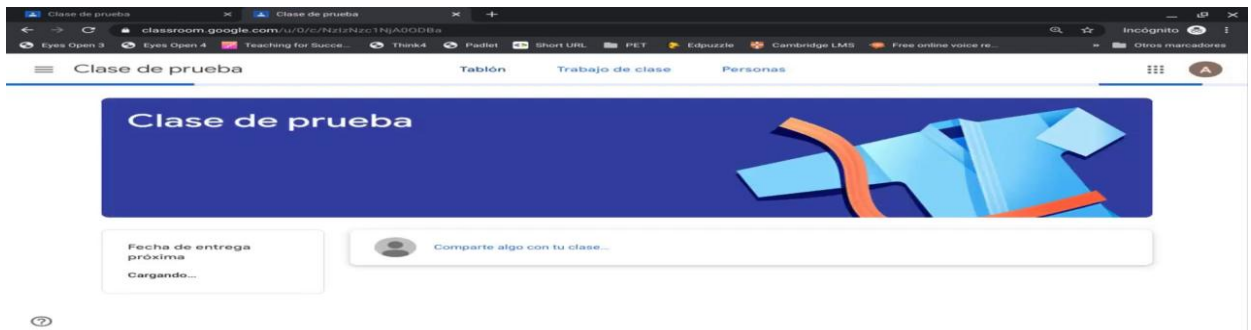 Clase de prueba
Clase de prueba
classroom.google.com/u/0/c/NzIzNzc1NjA0ODBa
Incógnito
Eyes Open 3
Eyes Open 4
Teaching for Succe...
Think4
Padlet
Short URL
PET
Edpuzzle
Cambridge LMS
Free online voice re...
»
Otros marcadores
Clase de prueba
Tablón
Trabajo de clase
Personas
A
Clase de prueba
Fecha de entrega
próxima
Cargando...
Comparte algo con tu clase...